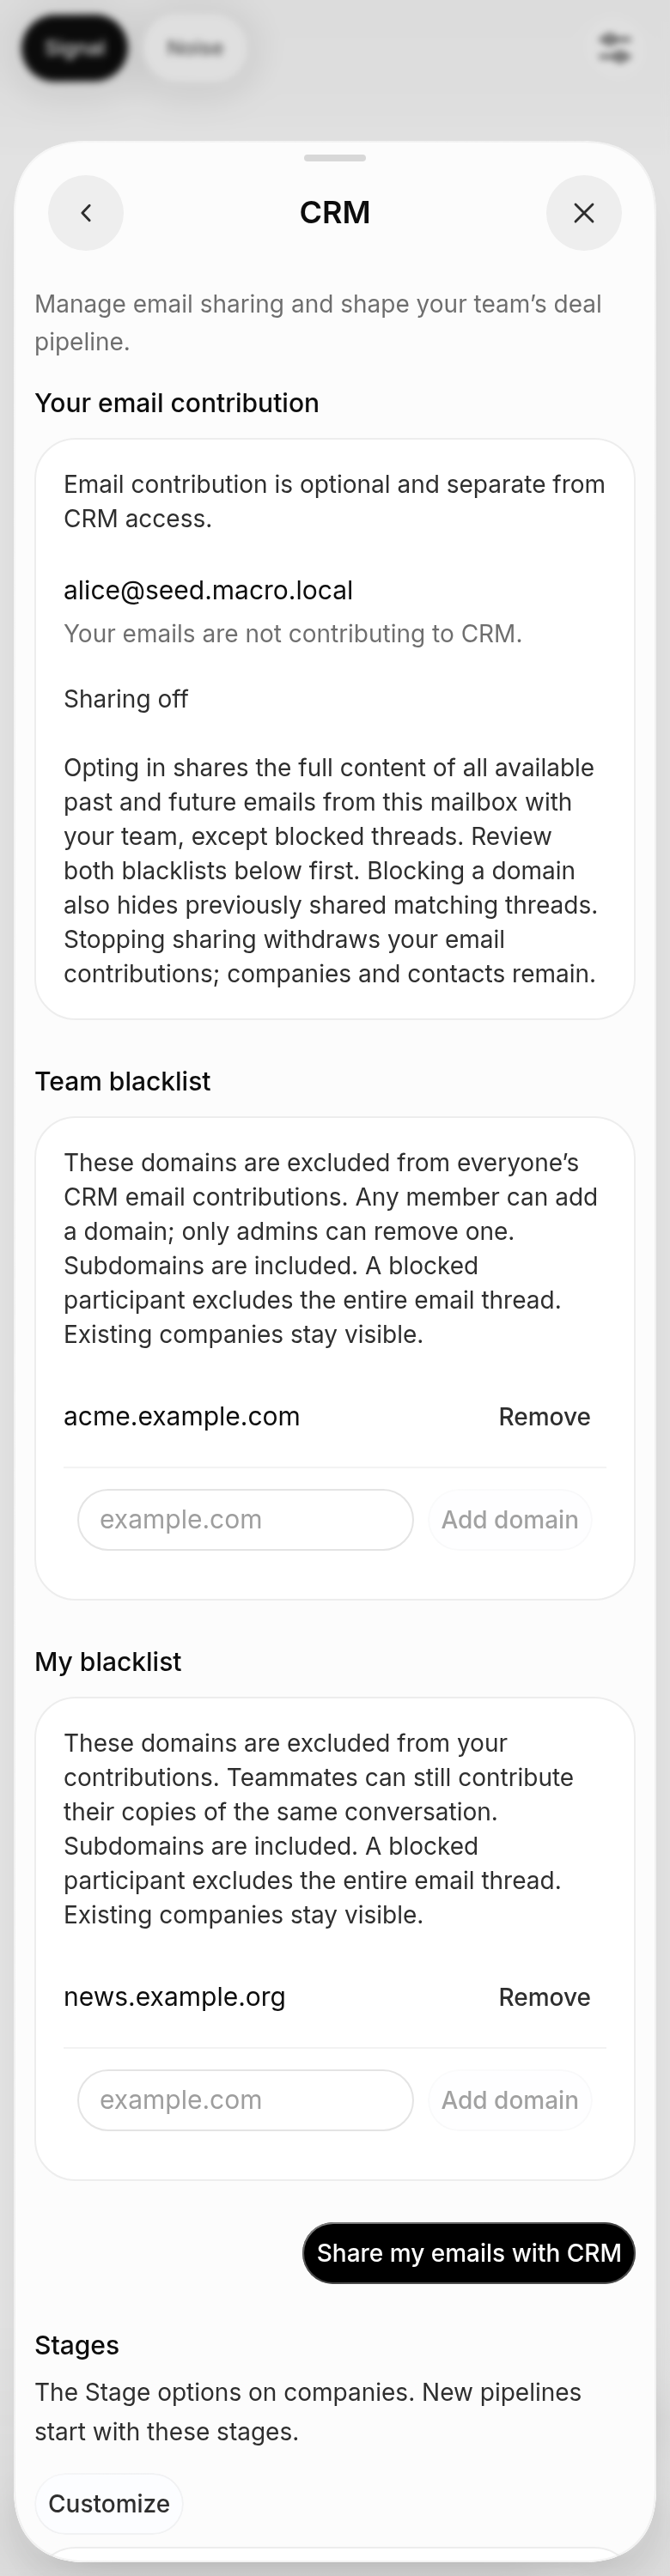 Signal
Noise
CRM
Manage email sharing and shape your team’s deal
pipeline.
Your email contribution
Email contribution is optional and separate from
CRM access.
alice@seed.macro.local
Your emails are not contributing to CRM.
Sharing off
Opting in shares the full content of all available
past and future emails from this mailbox with
your team, except blocked threads. Review
both blacklists below first. Blocking a domain
also hides previously shared matching threads.
Stopping sharing withdraws your email
contributions; companies and contacts remain.
Team blacklist
These domains are excluded from everyone’s
CRM email contributions. Any member can add
a domain; only admins can remove one.
Subdomains are included. A blocked
participant excludes the entire email thread.
Existing companies stay visible.
acme.example.com Remove
example.com Add domain
My blacklist
These domains are excluded from your
contributions. Teammates can still contribute
their copies of the same conversation.
Subdomains are included. A blocked
participant excludes the entire email thread.
Existing companies stay visible.
news.example.org Remove
example.com Add domain
Share my emails with CRM
Stages
The Stage options on companies. New pipelines
start with these stages.
Customize